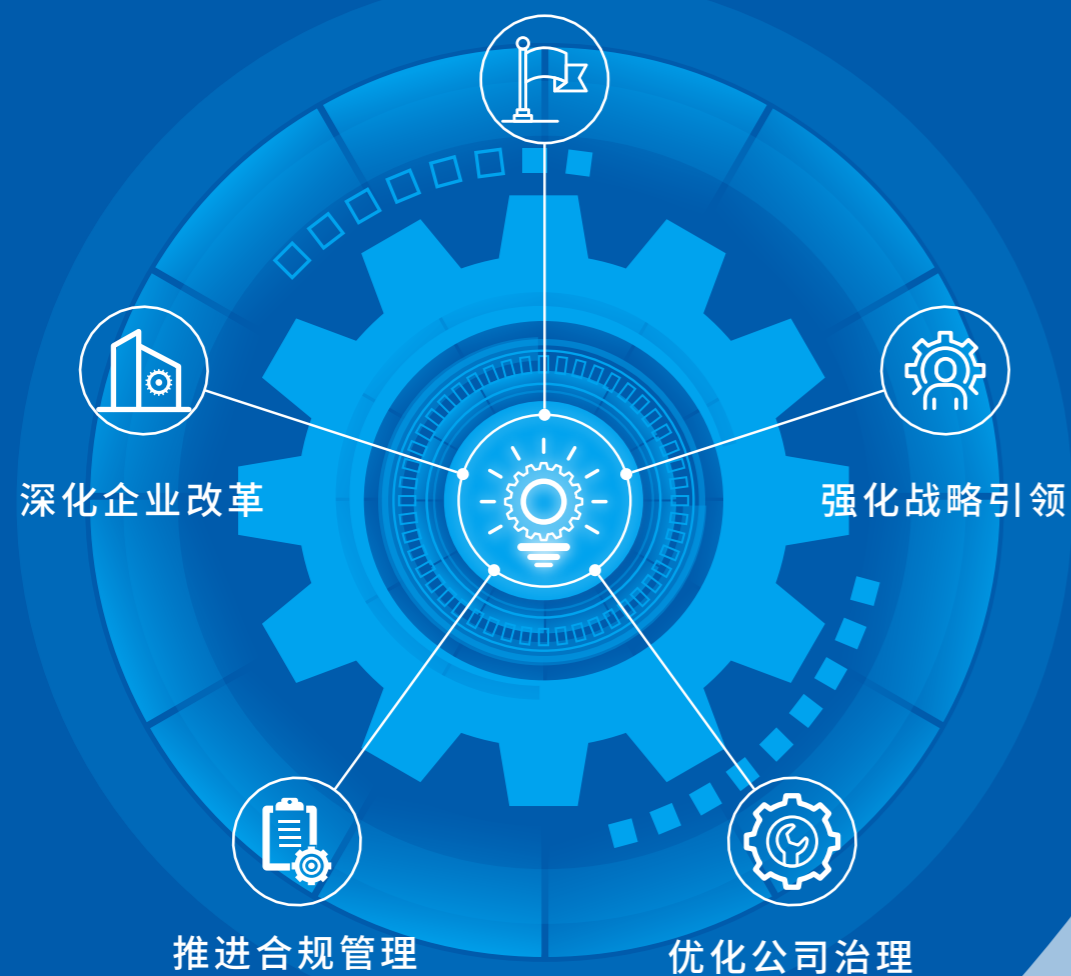 深化企业改革
强化战略引领
推进合规管理
优化公司治理